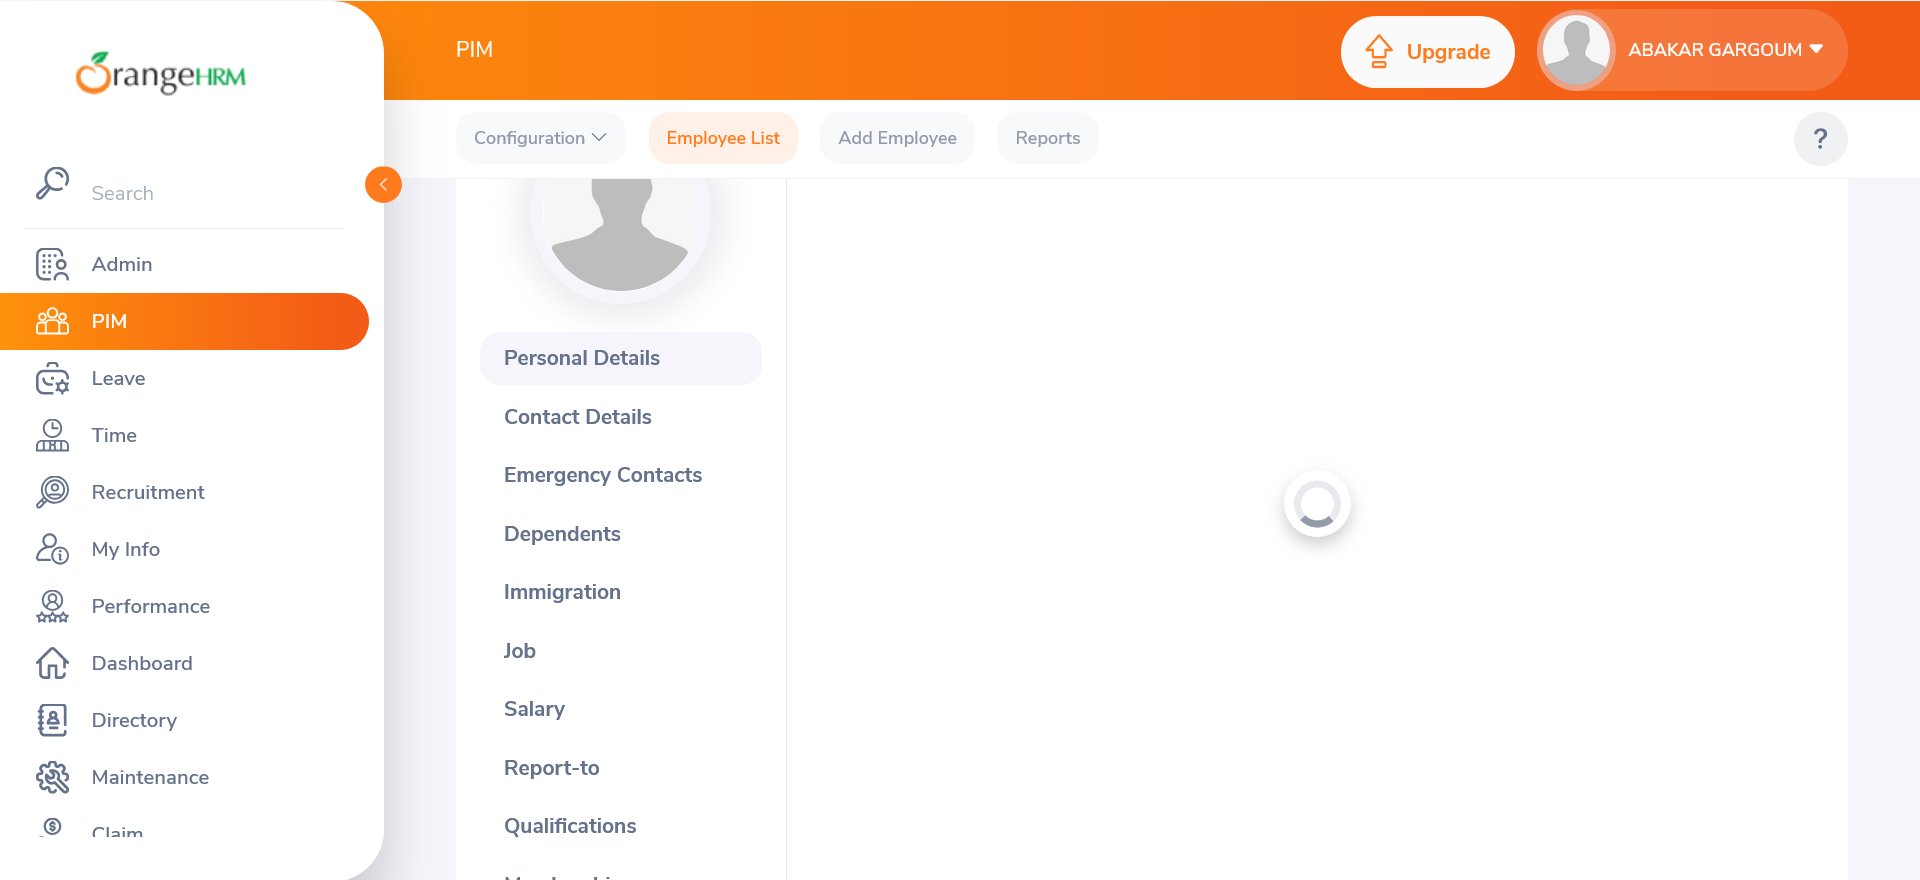 OrangeHRM
PIM
Upgrade
ABAKAR GARGOUM
Configuration
Employee List
Add Employee
Reports
?
Search
Admin
PIM
Leave
Time
Recruitment
My Info
Performance
Dashboard
Directory
Maintenance
Claim
Personal Details
Contact Details
Emergency Contacts
Dependents
Immigration
Job
Salary
Report-to
Qualifications